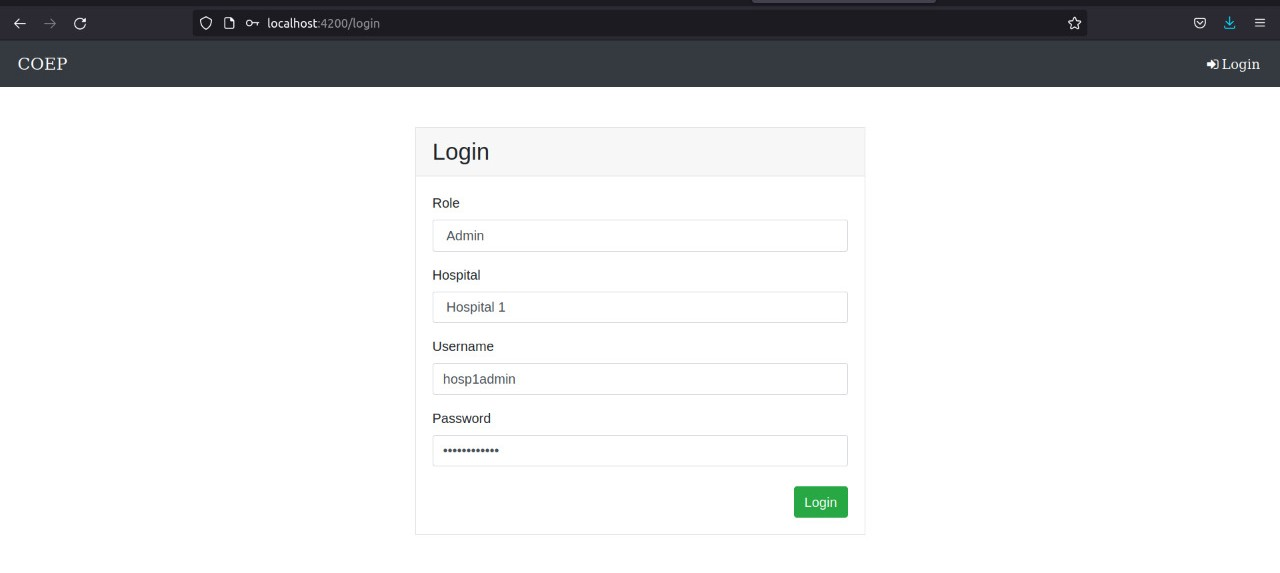 localhost:4200/login
COEP
Login
Login
Role
Admin
Hospital
Hospital 1
Username
hosp1admin
Password
••••••••••••
Login